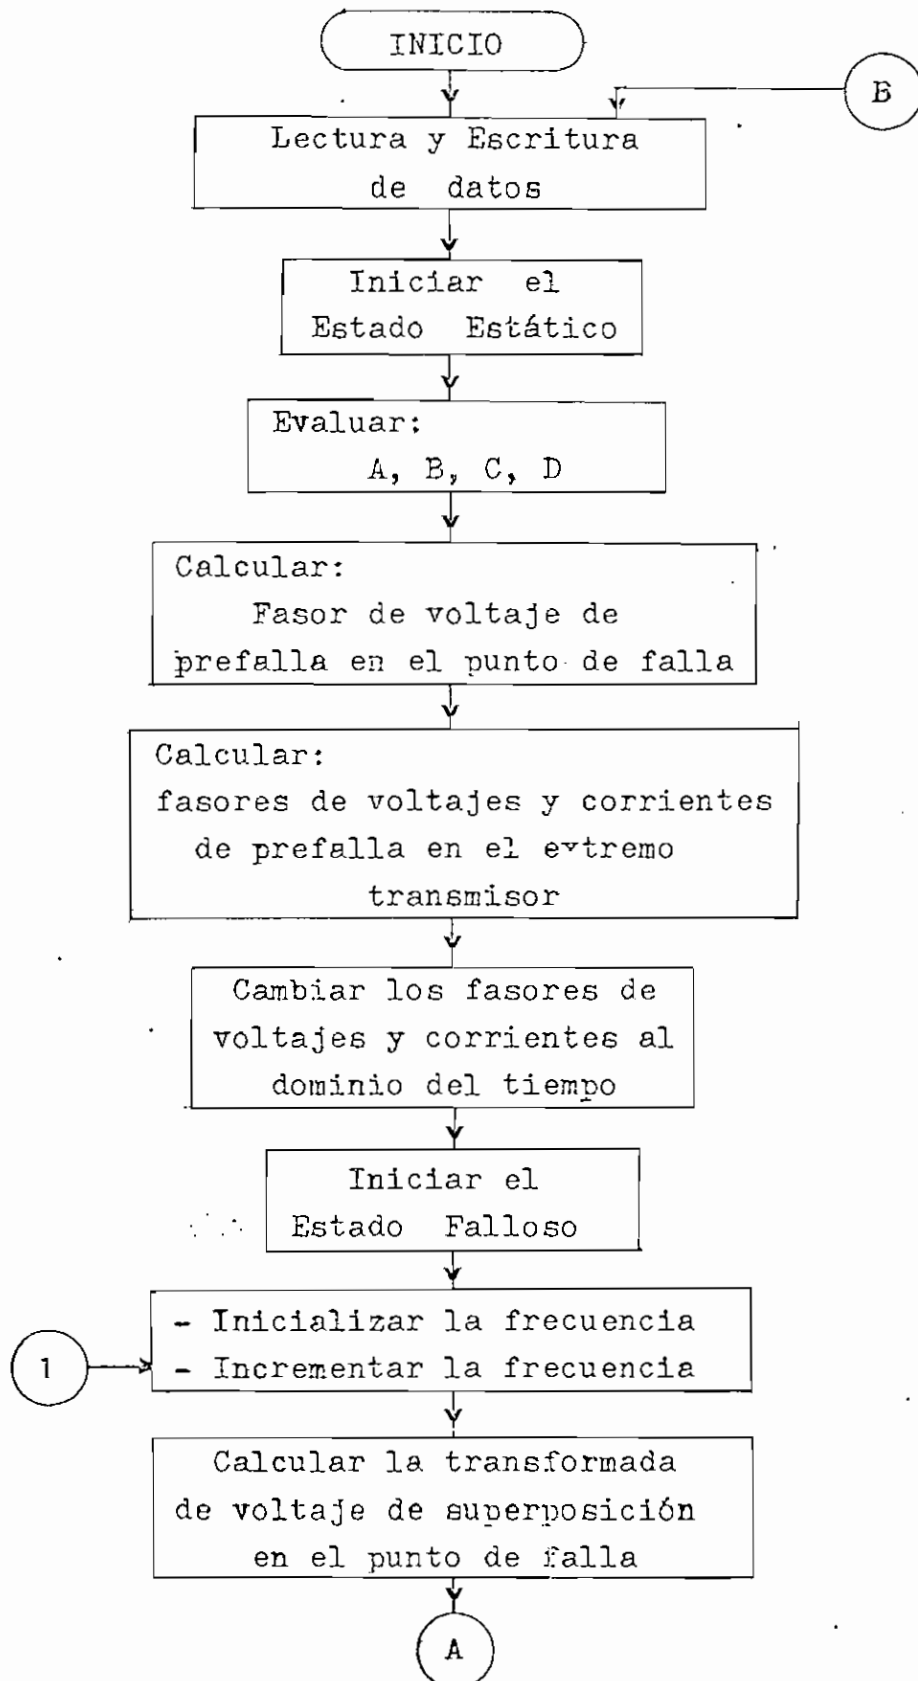 INICIO
B
Lectura y Escritura
de datos
Iniciar el
Estado Estático
Evaluar:
A, B, C, D
Calcular:
Fasor de voltaje de
prefalla en el punto de falla
Calcular:
fasores de voltajes y corrientes
de prefalla en el extremo
transmisor
Cambiar los fasores de
voltajes y corrientes al
dominio del tiempo
Iniciar el
Estado Falloso
- Inicializar la frecuencia
1
- Incrementar la frecuencia
Calcular la transformada
de voltaje de superposición
en el punto de falla
A